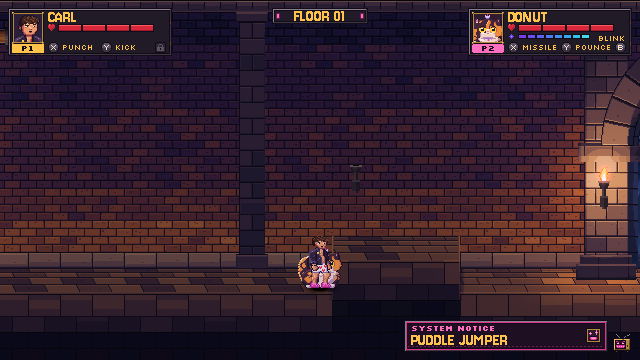 CARL
P1
X PUNCH Y KICK
FLOOR 01
DONUT
BLINK
P2
X MISSILE Y POUNCE B
SYSTEM NOTICE
PUDDLE JUMPER